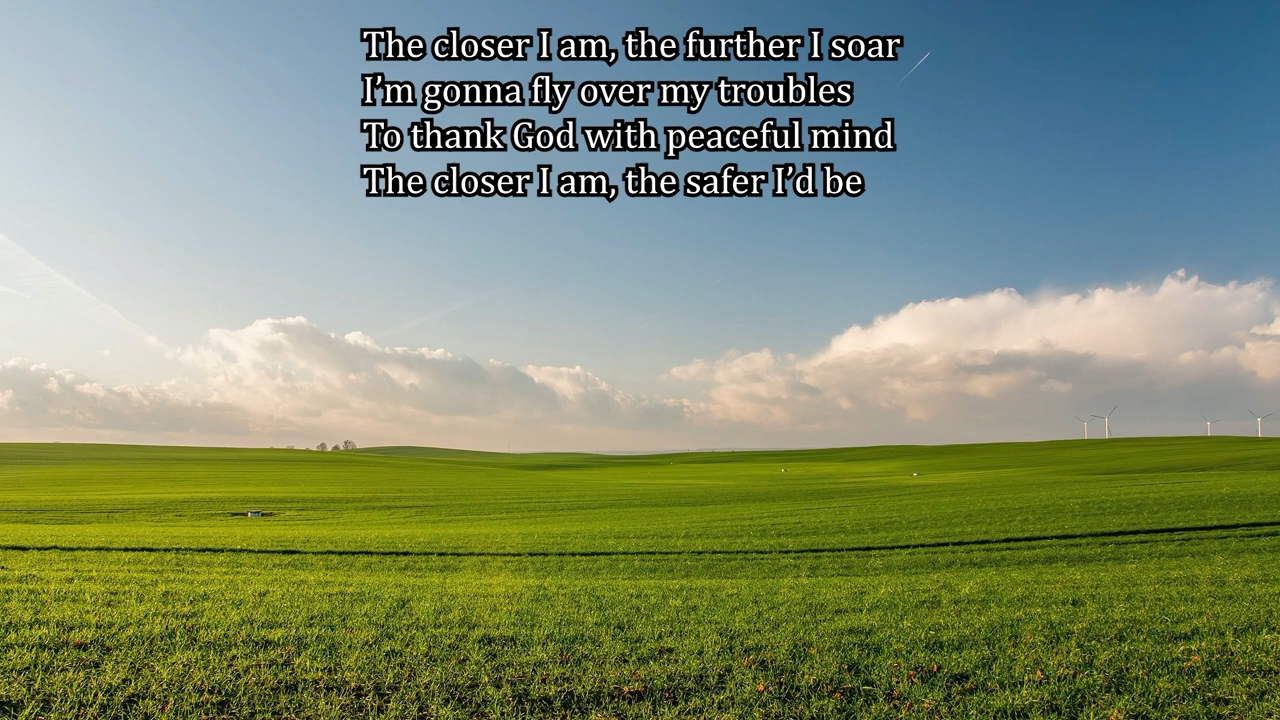 The closer I am, the further I soar
I’m gonna fly over my troubles
To thank God with peaceful mind
The closer I am, the safer I’d be